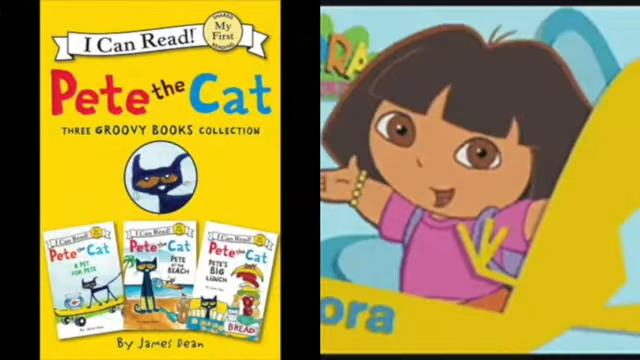 I Can Read!
SHARED
My
First
READING
Pete the Cat
THREE GROOVY BOOKS COLLECTION
I Can Read!
Pete the Cat
A PET FOR PETE
I Can Read!
Pete the Cat
PETE
AT THE
BEACH
I Can Read!
Pete the Cat
PETE'S
BIG
LUNCH
BREAD
By James Dean
ora